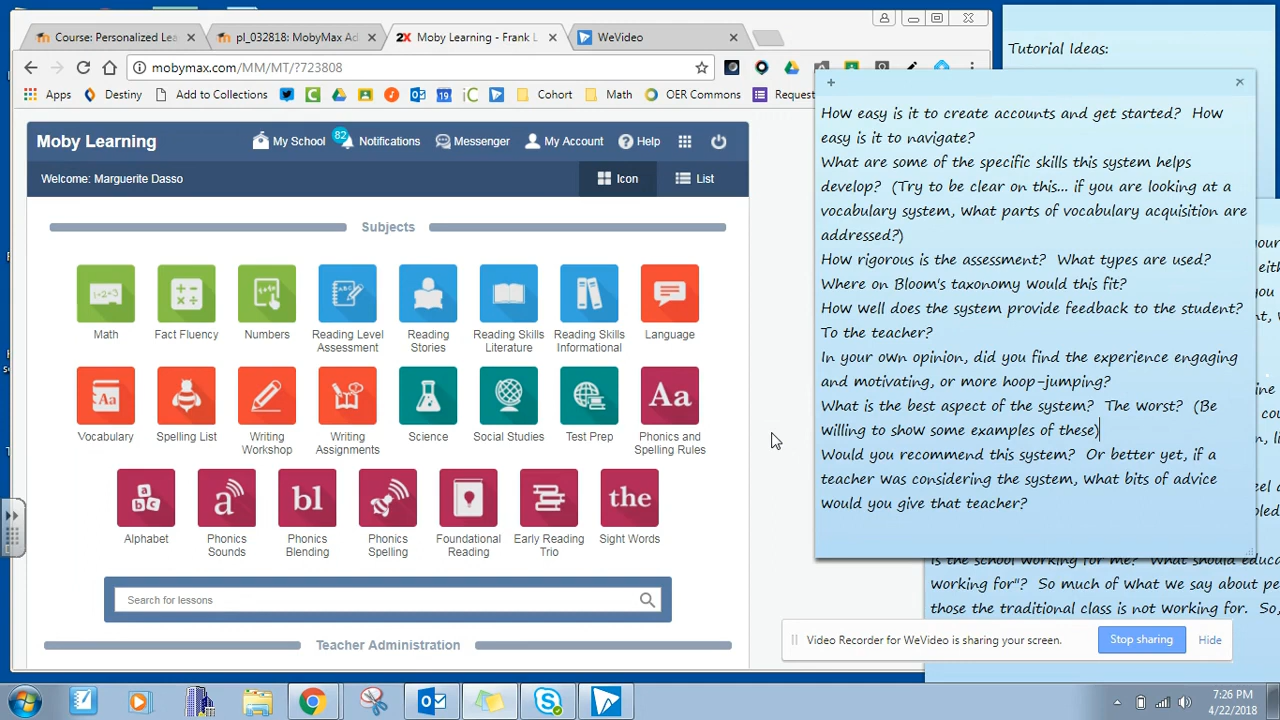 Course: Personalized Lea
pl_032818: MobyMax Ad
2X Moby Learning - Frank L
WeVideo
mobymax.com/MM/MT/?723808
Apps
Destiny
Add to Collections
19
iC
Cohort
Math
OER Commons
Request
Tutorial Ideas:
Moby Learning
My School
82
Notifications
Messenger
My Account
Help
Welcome: Marguerite Dasso
Icon
List
Subjects
Math
Fact Fluency
Numbers
Reading Level
Assessment
Reading
Stories
Reading Skills
Literature
Reading Skills
Informational
Language
Aa
Vocabulary
Spelling List
Writing
Workshop
Writing
Assignments
Science
Social Studies
Test Prep
Aa
Phonics and
Spelling Rules
abc
Alphabet
a
Phonics
Sounds
bl
Phonics
Blending
Phonics
Spelling
Foundational
Reading
Early Reading
Trio
the
Sight Words
Search for lessons
Teacher Administration
How easy is it to create accounts and get started? How
easy is it to navigate?
What are some of the specific skills this system helps
develop? (Try to be clear on this... if you are looking at a
vocabulary system, what parts of vocabulary acquisition are
addressed?)
How rigorous is the assessment? What types are used?
Where on Bloom's taxonomy would this fit?
How well does the system provide feedback to the student?
To the teacher?
In your own opinion, did you find the experience engaging
and motivating, or more hoop-jumping?
What is the best aspect of the system? The worst? (Be
willing to show some examples of these)
Would you recommend this system? Or better yet, if a
teacher was considering the system, what bits of advice
would you give that teacher?
is the school working for me? What should educa
working for"? So much of what we say about pe
those the traditional class is not working for. So,
Video Recorder for WeVideo is sharing your screen.
Stop sharing
Hide
7:26 PM
4/22/2018